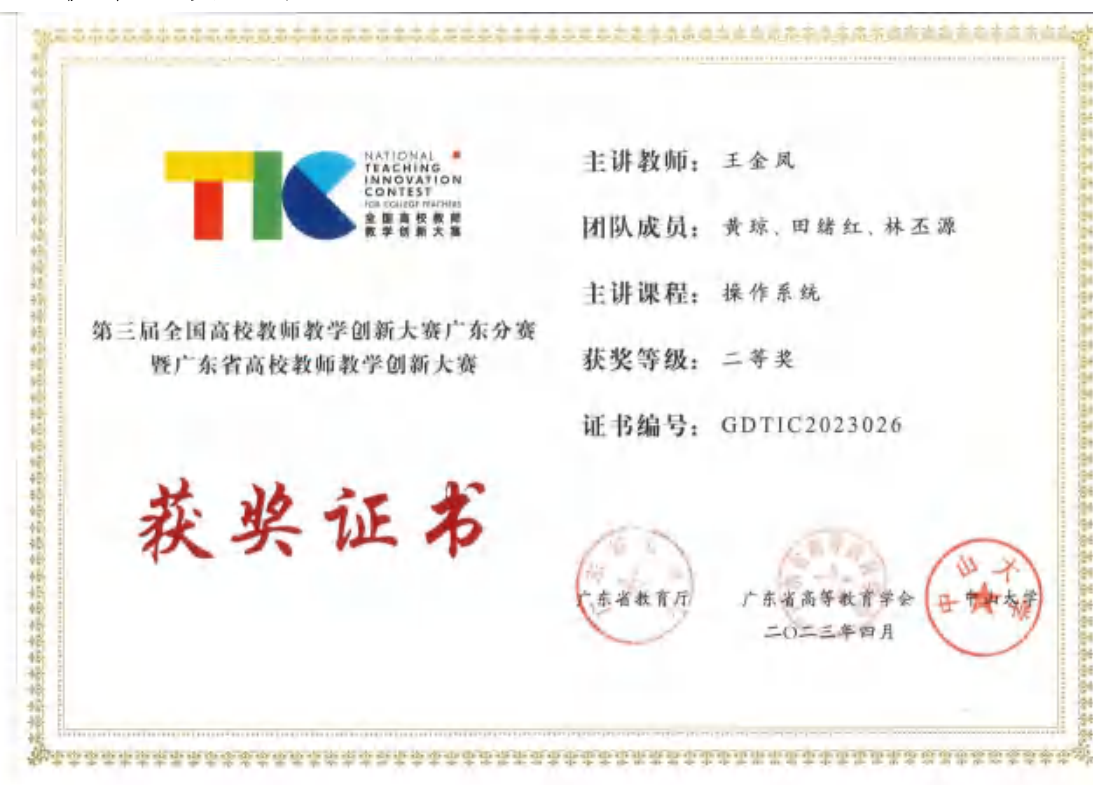 NATIONAL
TEACHING
INNOVATION
CONTEST
FOR COLLEGE TEACHERS
全国高校教师
教学创新大赛
第三届全国高校教师教学创新大赛广东分赛
暨广东省高校教师教学创新大赛
获奖证书
主讲教师：王金凤
团队成员：黄琼、田绪红、林丕源
主讲课程：操作系统
获奖等级：二等奖
证书编号：GDTIC2023026
广东省教育厅 广东省高等教育学会 中山大学
二〇二三年四月
中山大学